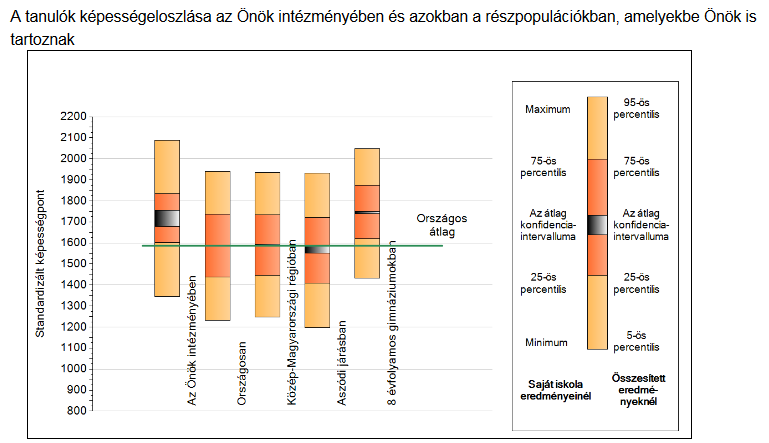 A tanulók képességeloszlása az Önök intézményében és azokban a részpopulációkban, amelyekbe Önök is
tartoznak
Standardizált képességpont
2200
2100
2000
1900
1800
1700
1600
1500
1400
1300
1200
1100
1000
900
800
Az Önök intézményében
Országosan
Közép-Magyarországi régióban
Aszódi járásban
8 évfolyamos gimnáziumokban
Országos
átlag
Maximum
95-ös
percentilis
75-ös
percentilis
75-ös
percentilis
Az átlag
konfidencia-
intervalluma
Az átlag
konfidencia-
intervalluma
25-ös
percentilis
25-ös
percentilis
Minimum
5-ös
percentilis
Saját iskola
eredményeinél
Összesített
eredmé-
nyeknél